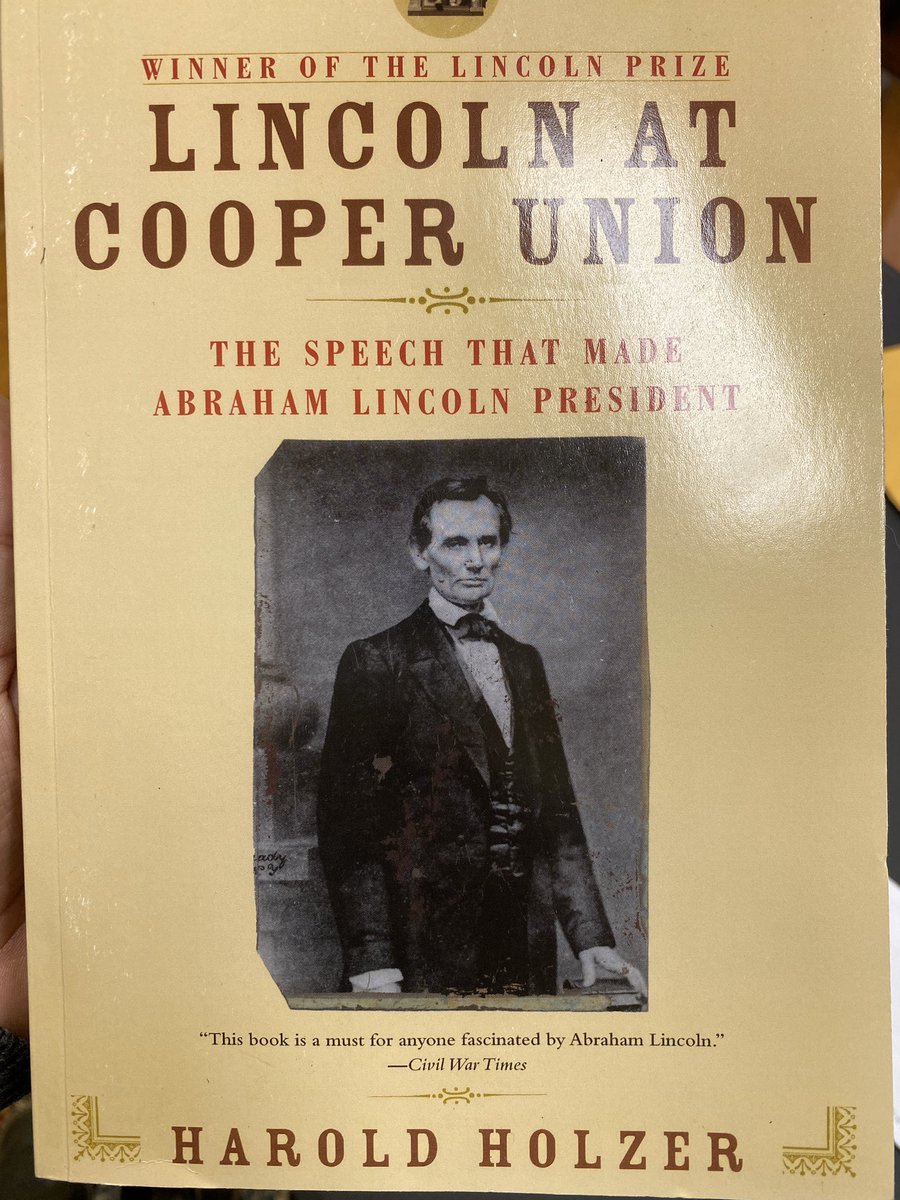 WINNER OF THE LINCOLN PRIZE
LINCOLN AT
COOPER UNION
THE SPEECH THAT MADE
ABRAHAM LINCOLN PRESIDENT
“This book is a must for anyone fascinated by Abraham Lincoln.”
—Civil War Times
HAROLD HOLZER